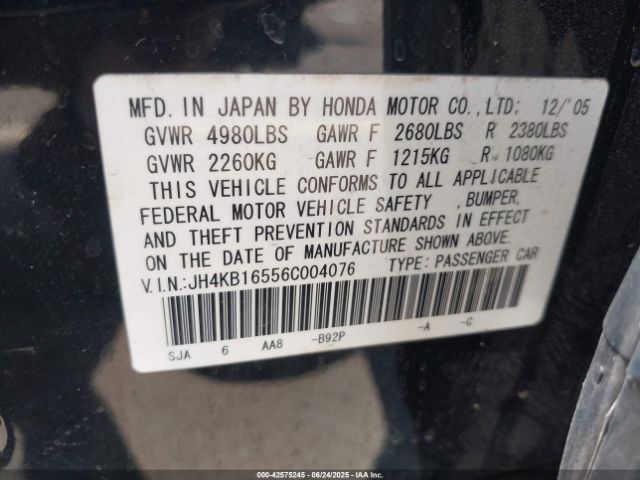 MFD. IN JAPAN BY HONDA MOTOR CO., LTD: 12/'05
GVWR 4980LBS GAWR F 2680LBS R 2380LBS
GVWR 2260KG GAWR F 1215KG R 1080KG
THIS VEHICLE CONFORMS TO ALL APPLICABLE
FEDERAL MOTOR VEHICLE SAFETY , BUMPER,
AND THEFT PREVENTION STANDARDS IN EFFECT
ON THE DATE OF MANUFACTURE SHOWN ABOVE.
V.I.N.:JH4KB16556C004076 TYPE: PASSENGER CAR
SJA 6 AA8 -B92P -A -C
000-42575245 - 06/24/2025 - IAA Inc.